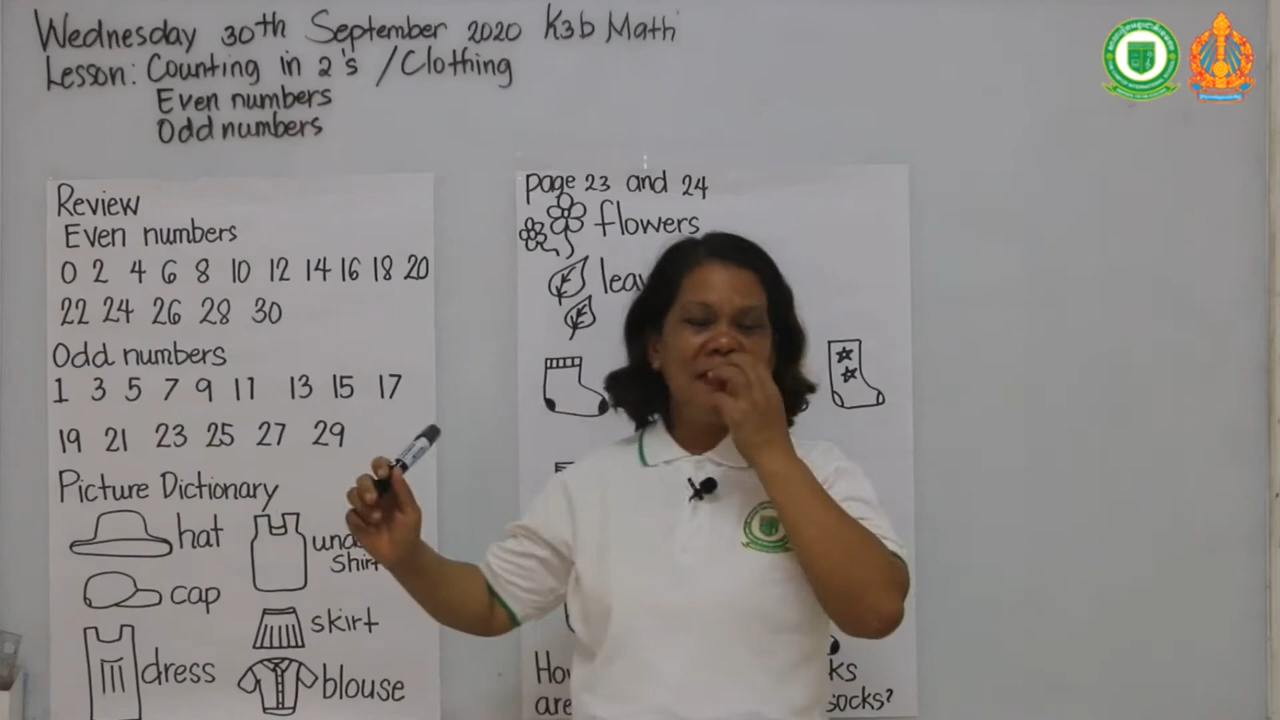 Wednesday 30th September 2020 K3b Math
Lesson: Counting in 2's / Clothing
Even numbers
Odd numbers
Review
Even numbers
0 2 4 6 8 10 12 14 16 18 20
22 24 26 28 30
Odd numbers
1 3 5 7 9 11 13 15 17
19 21 23 25 27 29
Picture Dictionary
hat
cap
dress
shirt
skirt
blouse
page 23 and 24
flowers
are socks?